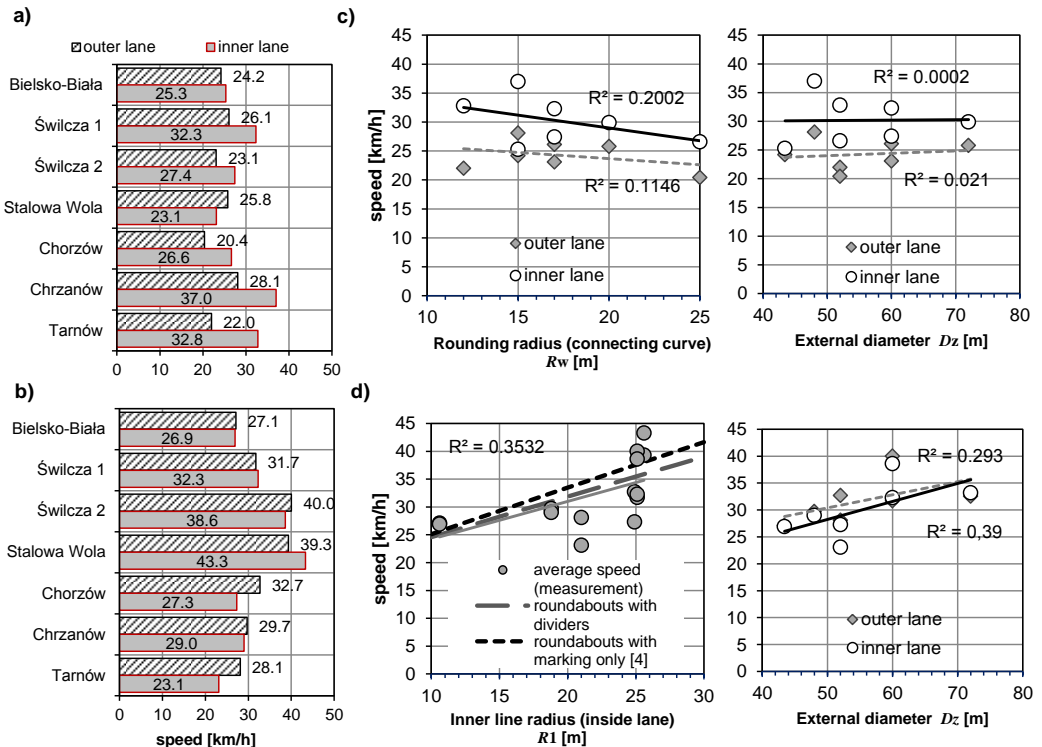 a)
outer lane inner lane
Bielsko-Biała 24.2
25.3
Świlcza 1 26.1
32.3
Świlcza 2 23.1
27.4
Stalowa Wola 25.8
23.1
Chorzów 20.4
26.6
Chrzanów 28.1
37.0
Tarnów 22.0
32.8
0 10 20 30 40 50
b)
Bielsko-Biała 27.1
26.9
Świlcza 1 31.7
32.3
Świlcza 2 40.0
38.6
Stalowa Wola 39.3
43.3
Chorzów 32.7
27.3
Chrzanów 29.7
29.0
Tarnów 28.1
23.1
0 10 20 30 40 50
speed [km/h]
c)
speed [km/h]
45
40
35
30
25
20
15
10
5
0
R² = 0.2002
R² = 0.1146
outer lane
inner lane
10 15 20 25
Rounding radius (connecting curve)
Rw [m]
45
40
35
30
25
20
15
10
5
0
R² = 0.0002
R² = 0.021
outer lane
inner lane
40 50 60 70 80
External diameter Dz [m]
d)
speed [km/h]
45
40
35
30
25
20
15
10
5
0
R² = 0.3532
average speed
(measurement)
roundabouts with
dividers
roundabouts with
marking only [4]
10 15 20 25 30
Inner line radius (inside lane)
R1 [m]
45
40
35
30
25
20
15
10
5
0
R² = 0.293
R² = 0,39
outer lane
inner lane
40 50 60 70 80
External diameter Dz [m]